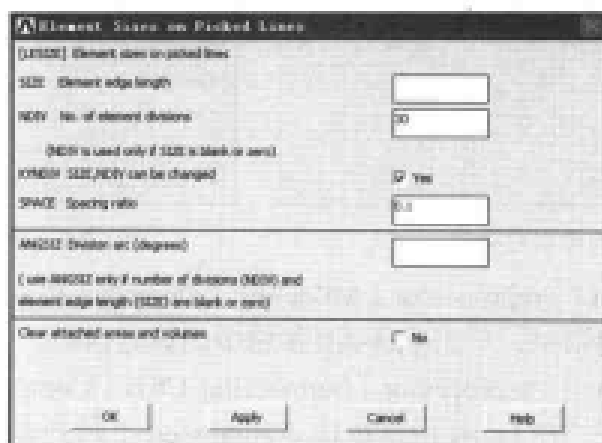 Element Sizes on Picked Lines
[LESIZE] Element sizes on picked lines
SIZE Element edge length
NDIV No. of element divisions
(NDIV is used only if SIZE is blank or zero)
KYNDIV SIZE,NDIV can be changed
Yes
SPACE Spacing ratio
0.1
ANGSIZ Division arc (degrees)
( use ANGSIZ only if number of divisions (NDIV) and
element edge length (SIZE) are blank or zero)
Clear attached areas and volumes
No
OK Apply Cancel Help